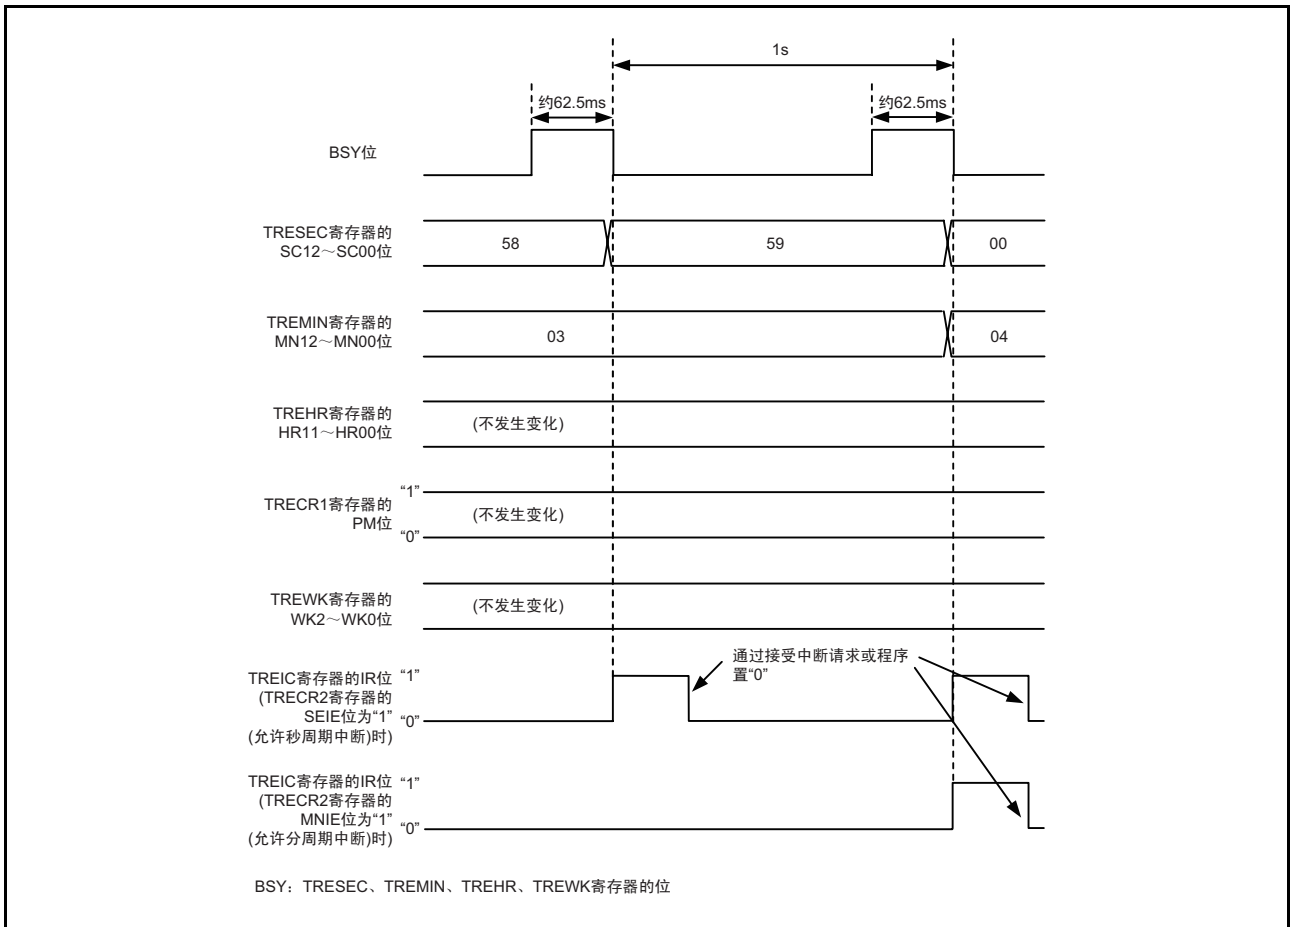 1s
约62.5ms
约62.5ms
BSY位
TRESEC寄存器的
SC12～SC00位
58
59
00
TREMIN寄存器的
MN12～MN00位
03
04
TREHR寄存器的
HR11～HR00位
(不发生变化)
TRECR1寄存器的
PM位
“1”
“0”
(不发生变化)
TREWK寄存器的
WK2～WK0位
(不发生变化)
通过接受中断请求或程序
置“0”
TREIC寄存器的IR位
(TRECR2寄存器的
SEIE位为“1”
(允许秒周期中断)时)
“1”
“0”
TREIC寄存器的IR位
(TRECR2寄存器的
MNIE位为“1”
(允许分周期中断)时)
“1”
“0”
BSY：TRESEC、TREMIN、TREHR、TREWK寄存器的位